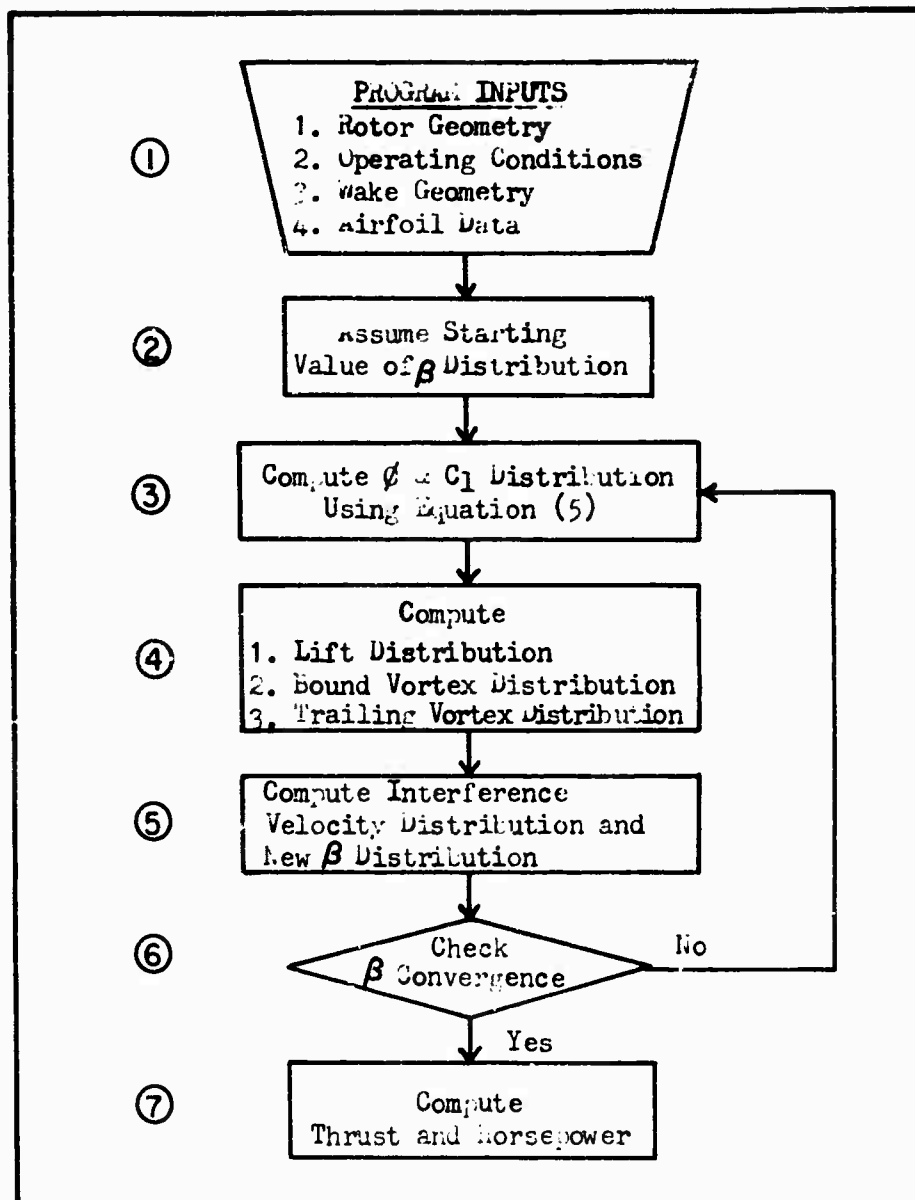 PROGRAM INPUTS
①
1. Rotor Geometry
2. Operating Conditions
3. Wake Geometry
4. Airfoil Data
②
Assume Starting
Value of β Distribution
③
Compute ∅ & C1 Distribution
Using Equation (5)
④
Compute
1. Lift Distribution
2. Bound Vortex Distribution
3. Trailing Vortex Distribution
⑤
Compute Interference
Velocity Distribution and
New β Distribution
⑥
Check
β Convergence
No
Yes
⑦
Compute
Thrust and Horsepower